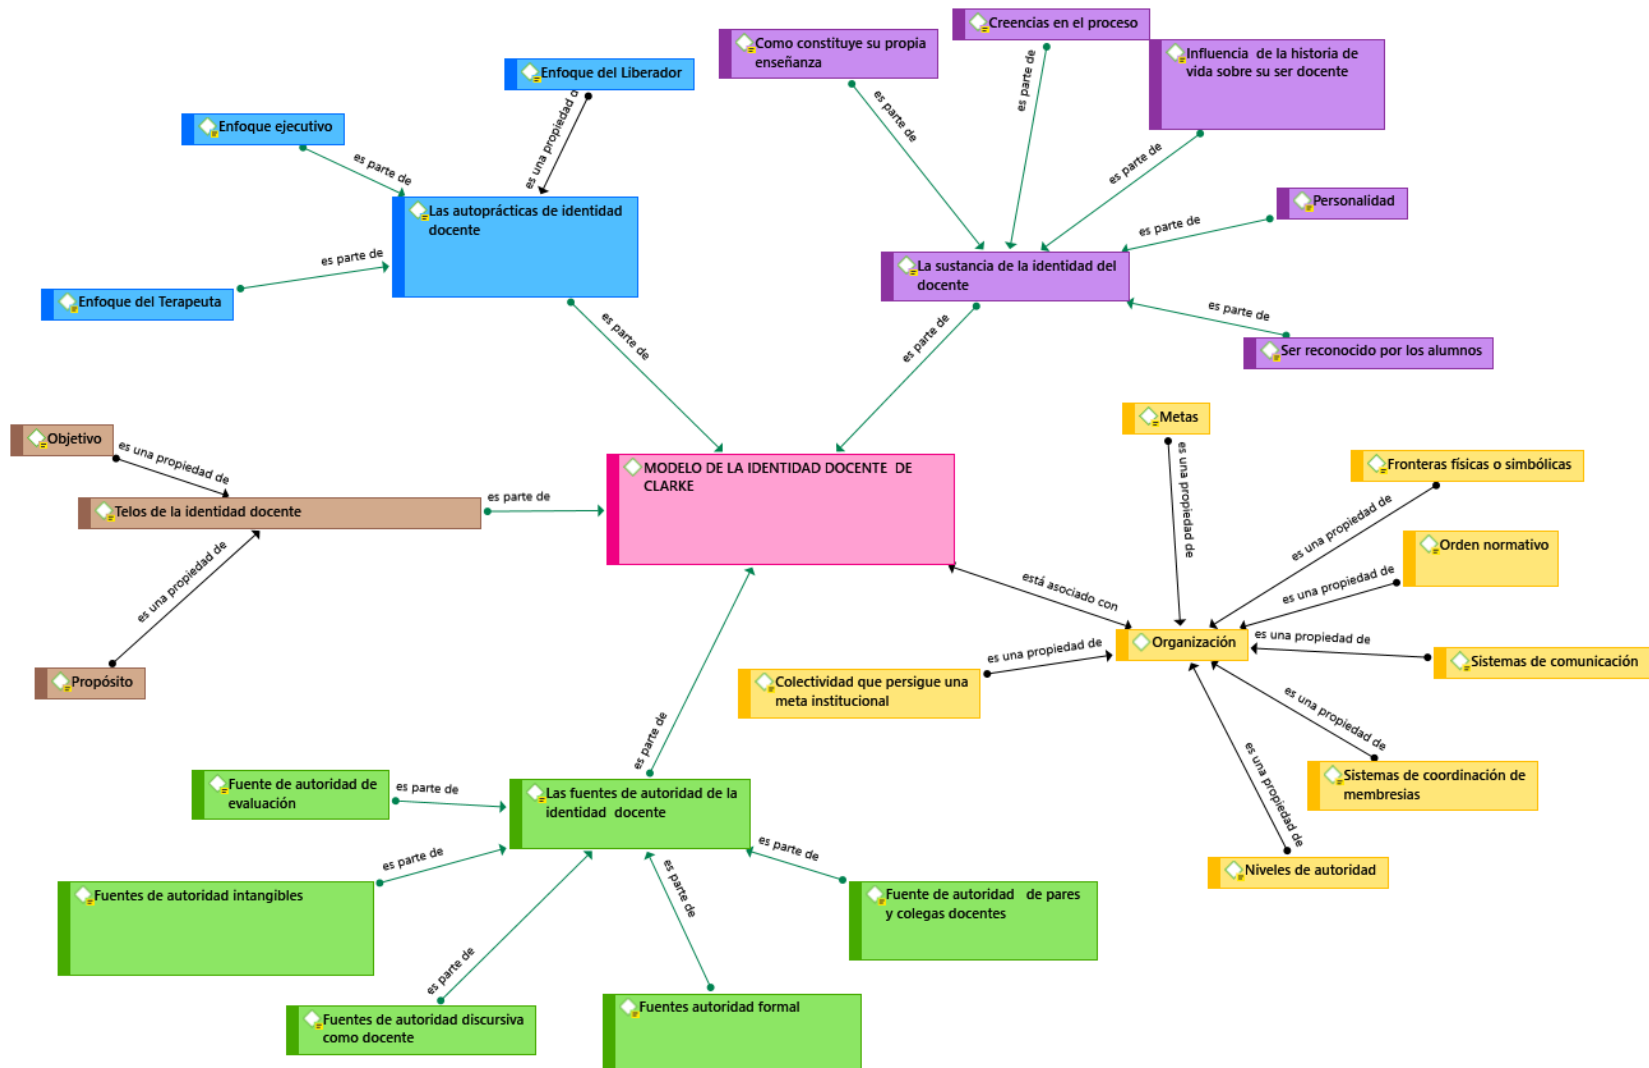 Creencias en el proceso
Como constituye su propia
enseñanza
Influencia de la historia de
vida sobre su ser docente
Enfoque del Liberador
Enfoque ejecutivo
es parte de
es parte de
es parte de
es una propiedad de
es parte de
es parte de
Personalidad
Las autoprácticas de identidad
docente
es parte de
es parte de
La sustancia de la identidad del
docente
Enfoque del Terapeuta
es parte de
Ser reconocido por los alumnos
es parte de
es parte de
Metas
Objetivo
es una propiedad de
MODELO DE LA IDENTIDAD DOCENTE DE
CLARKE
Fronteras físicas o simbólicas
es una propiedad de
es parte de
Telos de la identidad docente
es una propiedad de
Orden normativo
es una propiedad de
es una propiedad de
está asociado con
Organización
es una propiedad de
es una propiedad de
Sistemas de comunicación
Propósito
Colectividad que persigue una
meta institucional
es una propiedad de
es parte de
es una propiedad de
Sistemas de coordinación de
membresias
Fuente de autoridad de
evaluación
es parte de
Las fuentes de autoridad de la
identidad docente
es parte de
es parte de
es parte de
es parte de
Niveles de autoridad
Fuentes de autoridad intangibles
Fuente de autoridad de pares
y colegas docentes
Fuentes autoridad formal
Fuentes de autoridad discursiva
como docente